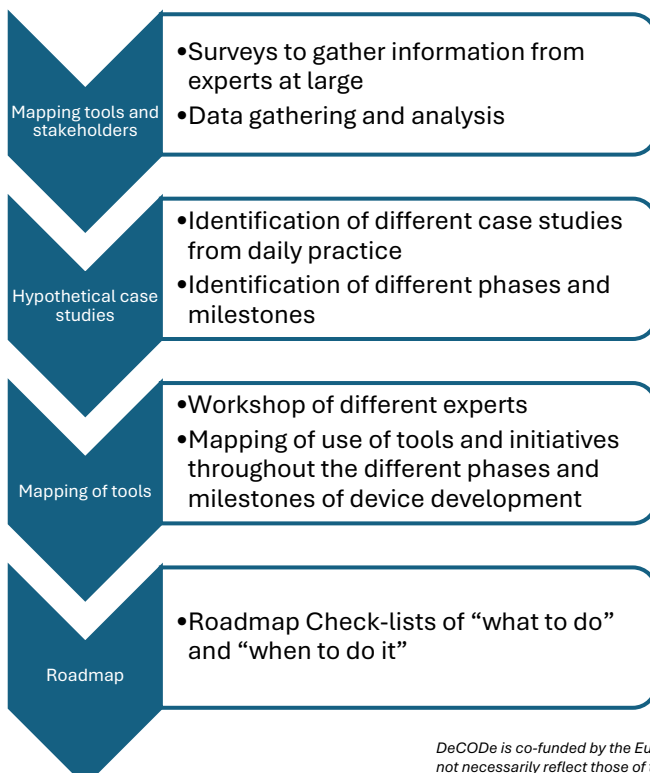 •Surveys to gather information from
experts at large
•Data gathering and analysis
Mapping tools and
stakeholders
•Identification of different case studies
from daily practice
•Identification of different phases and
milestones
Hypothetical case
studies
•Workshop of different experts
•Mapping of use of tools and initiatives
throughout the different phases and
milestones of device development
Mapping of tools
•Roadmap Check-lists of “what to do”
and “when to do it”
Roadmap
DeCODe is co-funded by the Eu
not necessarily reflect those of